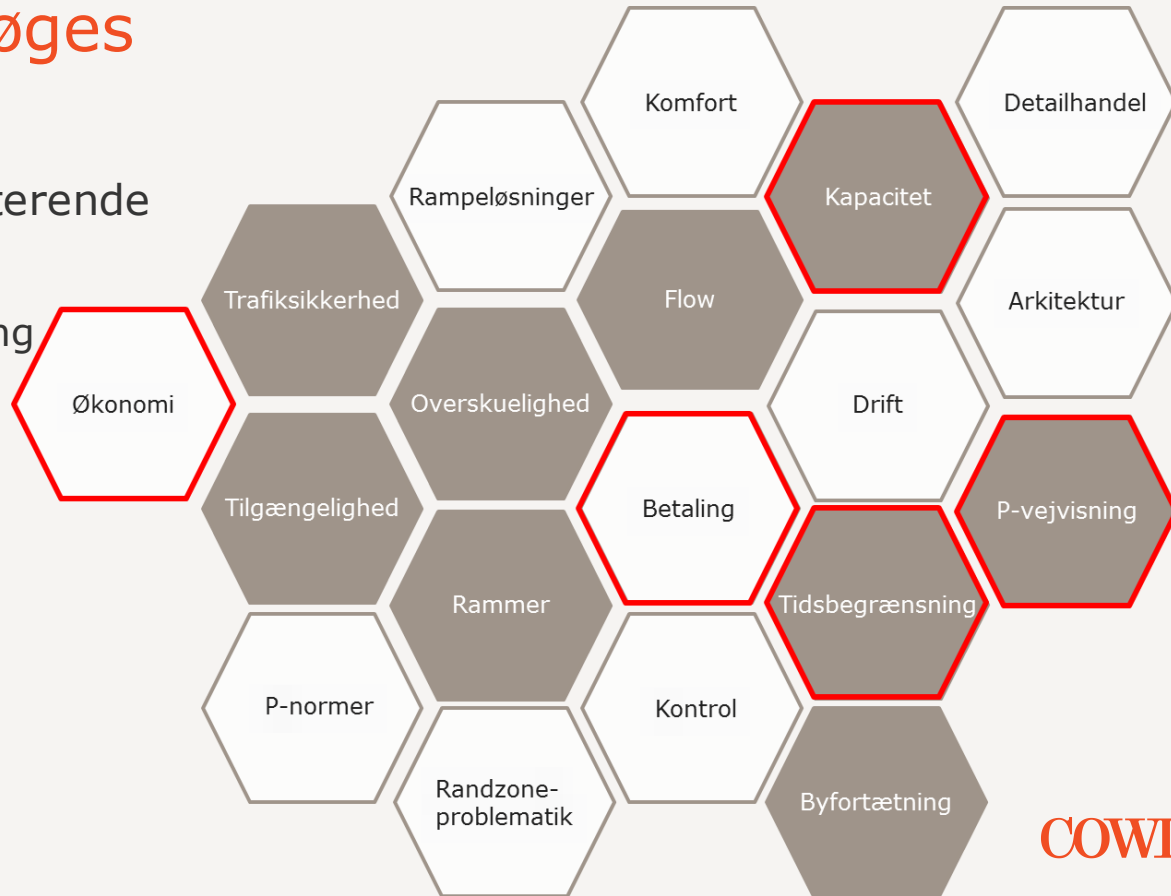 øges
terende
ng
Komfort
Detailhandel
Rampeløsninger
Kapacitet
Trafiksikkerhed
Flow
Arkitektur
Økonomi
Overskuelighed
Drift
Tilgængelighed
Betaling
P-vejvisning
Rammer
Tidsbegrænsning
P-normer
Kontrol
Randzone-
problematik
Byfortætning
COWI